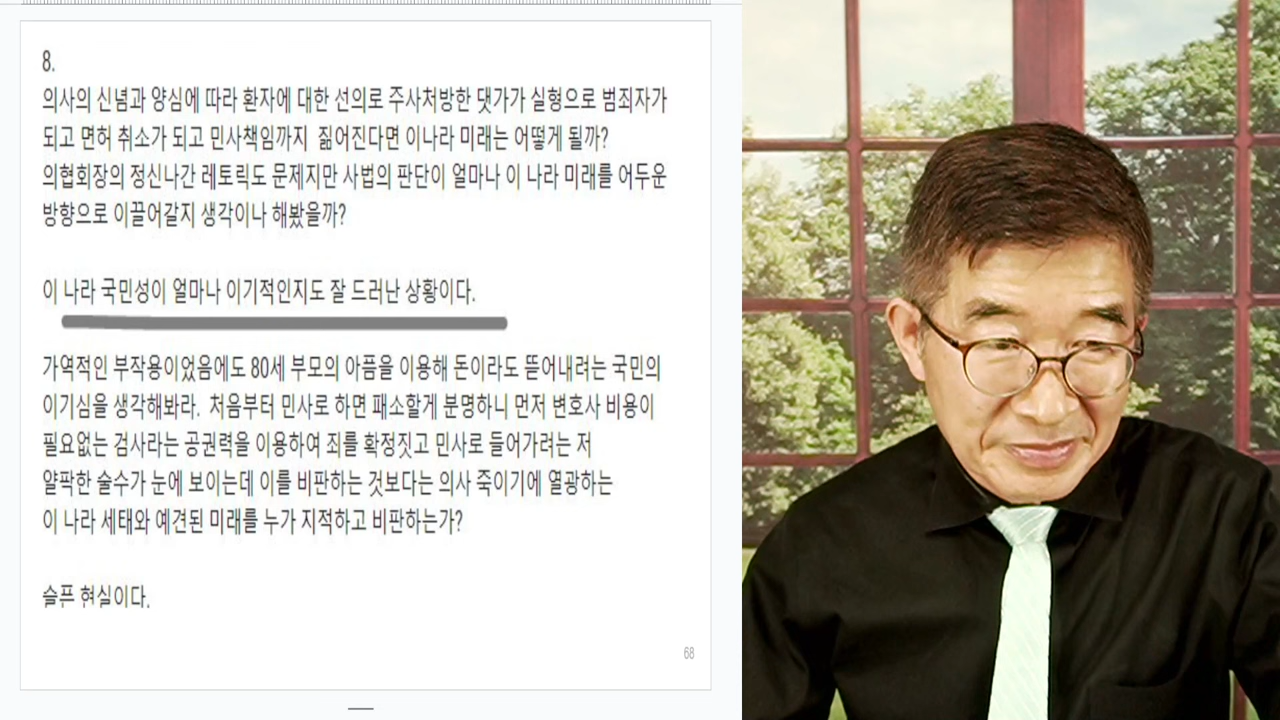 8.
의사의 신념과 양심에 따라 환자에 대한 선의로 주사처방한 댓가가 실형으로 범죄자가
되고 면허 취소가 되고 민사책임까지 짊어진다면 이나라 미래는 어떻게 될까?
의협회장의 정신나간 레토릭도 문제지만 사법의 판단이 얼마나 이 나라 미래를 어두운
방향으로 이끌어갈지 생각이나 해봤을까?
이 나라 국민성이 얼마나 이기적인지도 잘 드러난 상황이다.
가역적인 부작용이었음에도 80세 부모의 아픔을 이용해 돈이라도 뜯어내려는 국민의
이기심을 생각해봐라. 처음부터 민사로 하면 패소할게 분명하니 먼저 변호사 비용이
필요없는 검사라는 공권력을 이용하여 죄를 확정짓고 민사로 들어가려는 저
얄팍한 술수가 눈에 보이는데 이를 비판하는 것보다는 의사 죽이기에 열광하는
이 나라 세태와 예견된 미래를 누가 지적하고 비판하는가?
슬픈 현실이다.
68